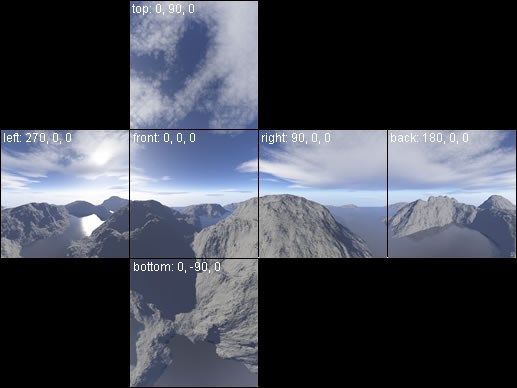 top: 0, 90, 0
left: 270, 0, 0
front: 0, 0, 0
right: 90, 0, 0
back: 180, 0, 0
bottom: 0, -90, 0